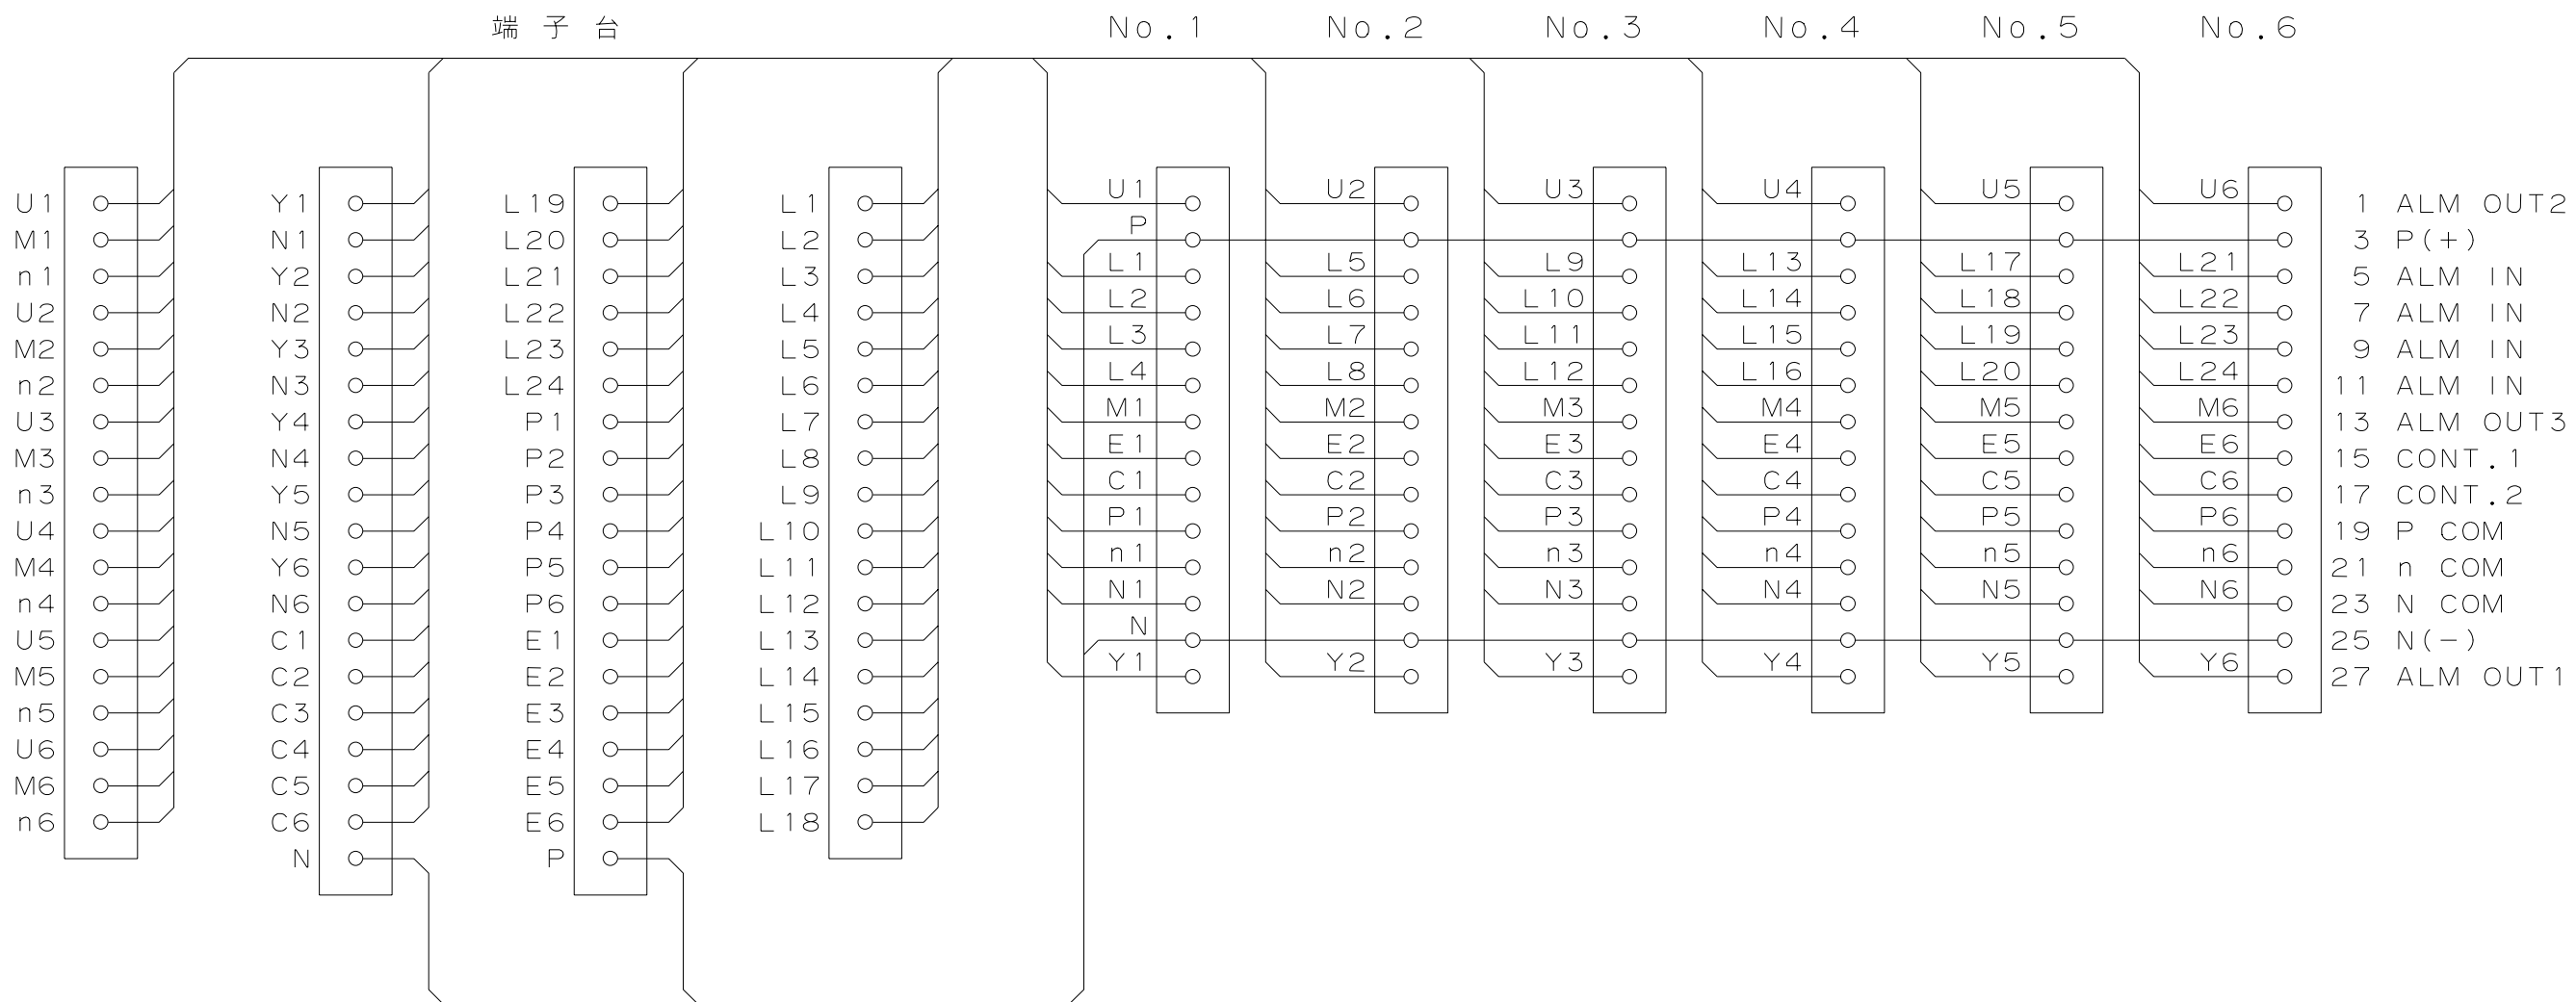 端子台 No.1 No.2 No.3 No.4 No.5 No.6
U1 Y1 L19 L1 U1 U2 U3 U4 U5 U6 1 ALM OUT2
M1 N1 L20 L2 P 3 P(+)
n1 Y2 L21 L3 L1 L5 L9 L13 L17 L21 5 ALM IN
U2 N2 L22 L4 L2 L6 L10 L14 L18 L22 7 ALM IN
M2 Y3 L23 L5 L3 L7 L11 L15 L19 L23 9 ALM IN
n2 N3 L24 L6 L4 L8 L12 L16 L20 L24 11 ALM IN
U3 Y4 P1 L7 M1 M2 M3 M4 M5 M6 13 ALM OUT3
M3 N4 P2 L8 E1 E2 E3 E4 E5 E6 15 CONT.1
n3 Y5 P3 L9 C1 C2 C3 C4 C5 C6 17 CONT.2
U4 N5 P4 L10 P1 P2 P3 P4 P5 P6 19 P COM
M4 Y6 P5 L11 n1 n2 n3 n4 n5 n6 21 n COM
n4 N6 P6 L12 N1 N2 N3 N4 N5 N6 23 N COM
U5 C1 E1 L13 N 25 N(−)
M5 C2 E2 L14 Y1 Y2 Y3 Y4 Y5 Y6 27 ALM OUT1
n5 C3 E3 L15
U6 C4 E4 L16
M6 C5 E5 L17
n6 C6 E6 L18
N P